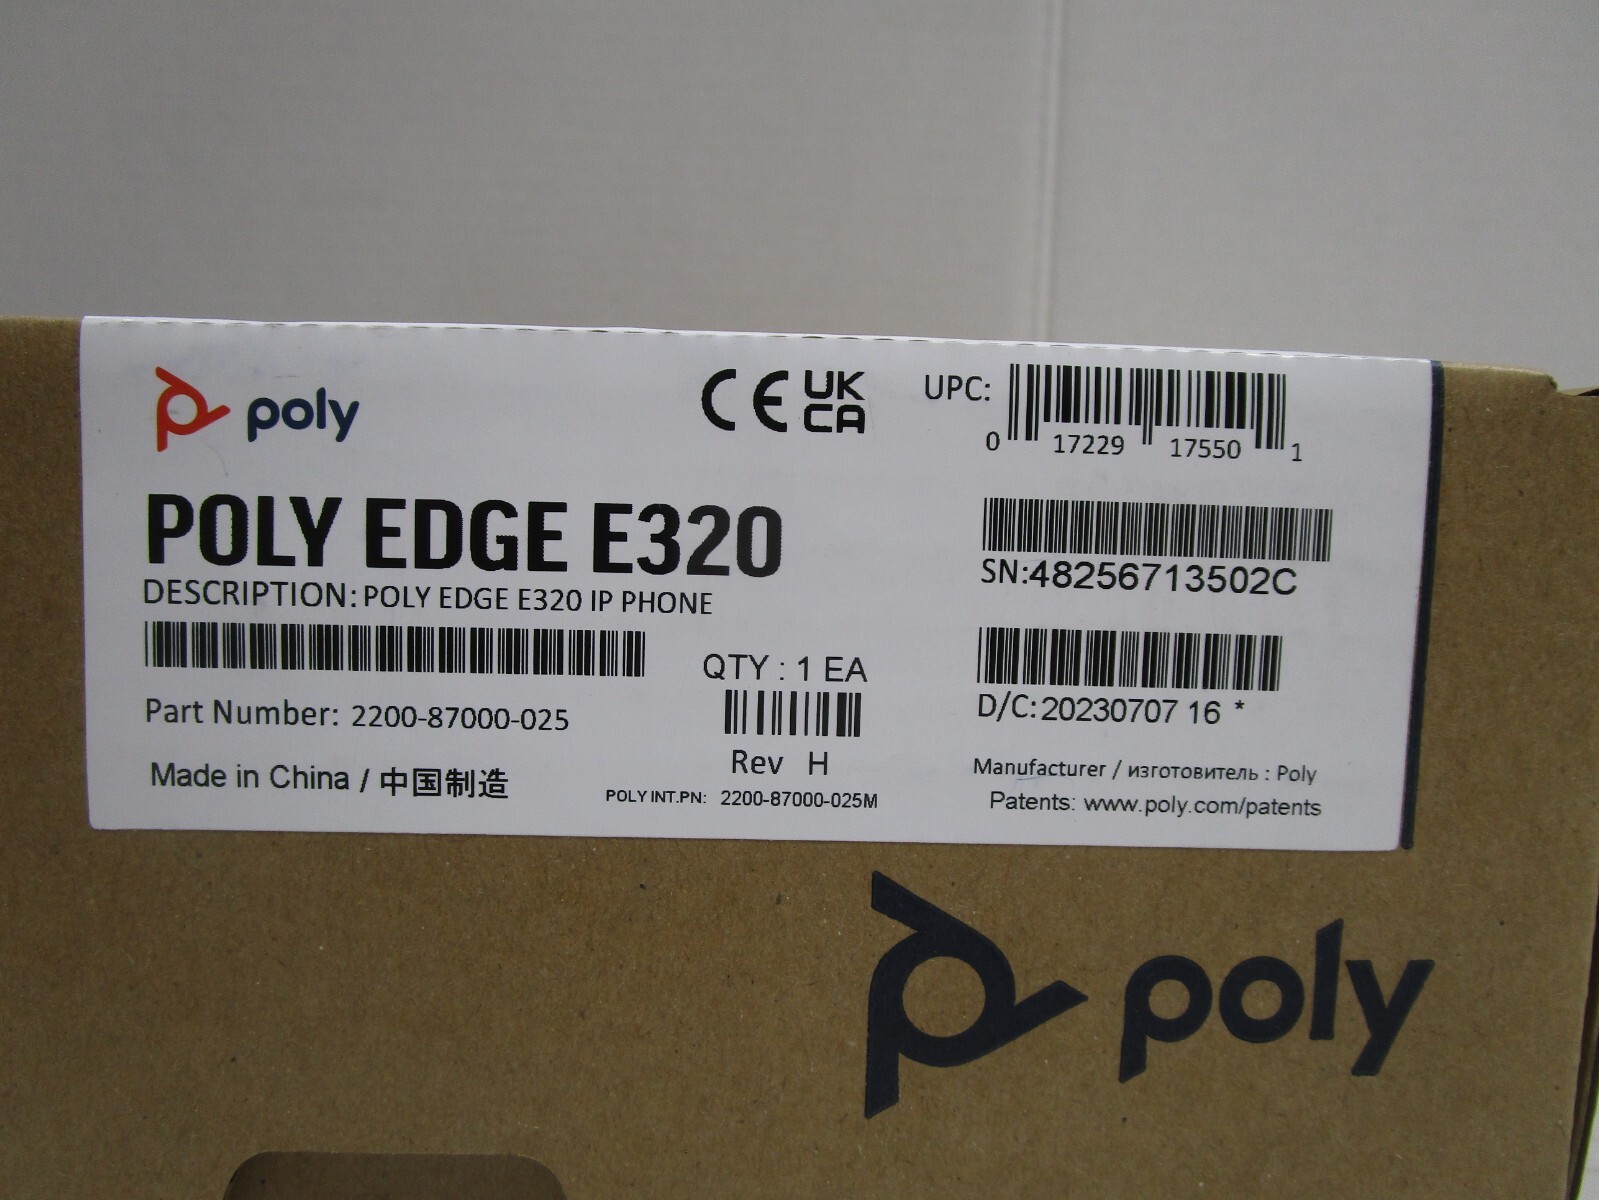 poly
CE UK CA
UPC:
0 17229 17550 1
POLY EDGE E320
DESCRIPTION: POLY EDGE E320 IP PHONE
SN:48256713502C
QTY : 1 EA
Part Number: 2200-87000-025
D/C:20230707 16 *
Rev H
Made in China / 中国制造
POLY INT.PN: 2200-87000-025M
Manufacturer / изготовитель : Poly
Patents: www.poly.com/patents
poly